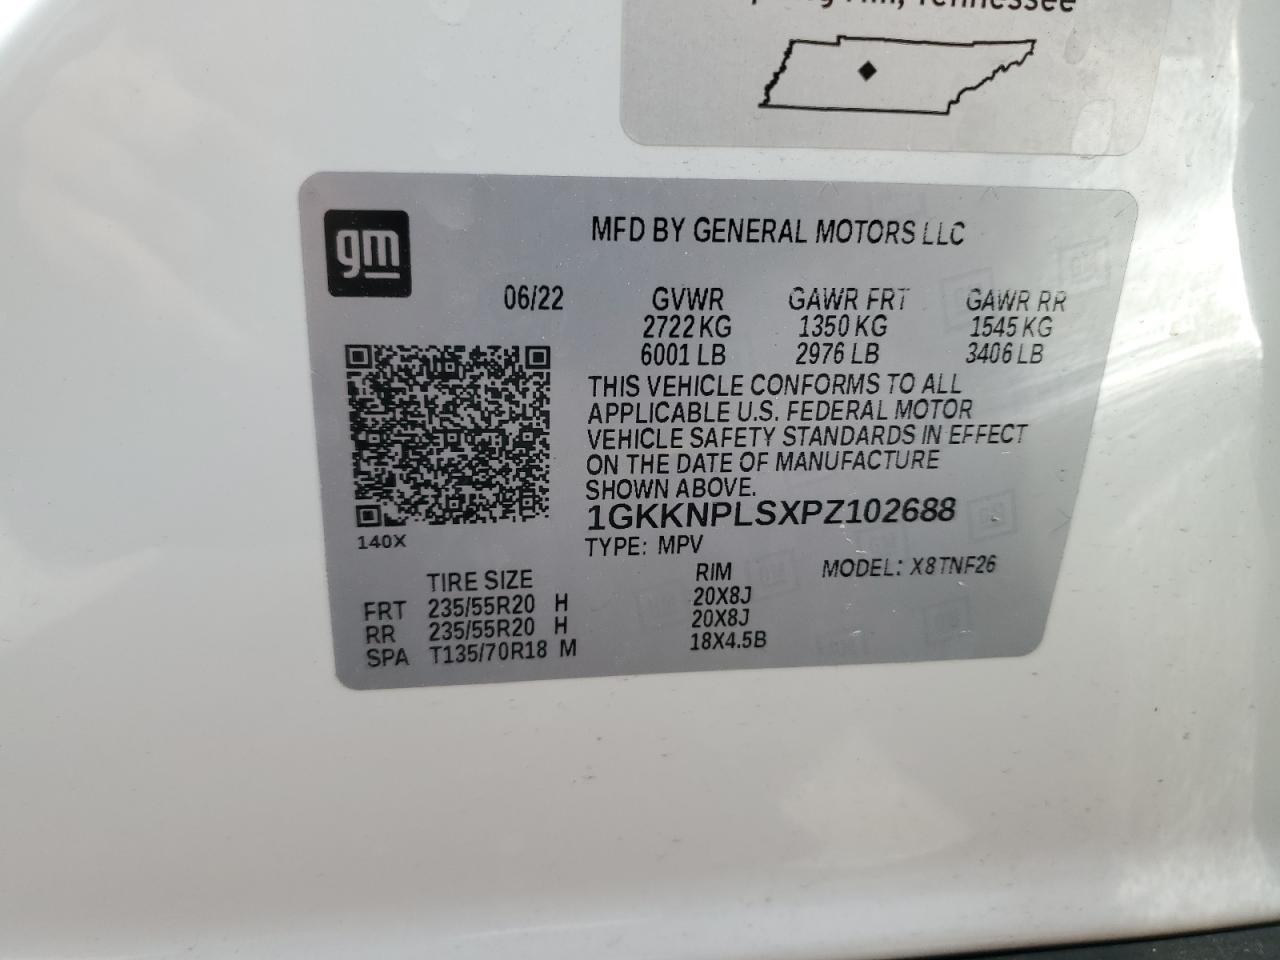 Tennessee
gm
MFD BY GENERAL MOTORS LLC
06/22 GVWR GAWR FRT GAWR RR
2722 KG 1350 KG 1545 KG
6001 LB 2976 LB 3406 LB
THIS VEHICLE CONFORMS TO ALL
APPLICABLE U.S. FEDERAL MOTOR
VEHICLE SAFETY STANDARDS IN EFFECT
ON THE DATE OF MANUFACTURE
SHOWN ABOVE.
1GKKNPLSXPZ102688
140X
TYPE: MPV
MODEL: X8TNF26
TIRE SIZE RIM
FRT 235/55R20 H 20X8J
RR 235/55R20 H 20X8J
SPA T135/70R18 M 18X4.5B